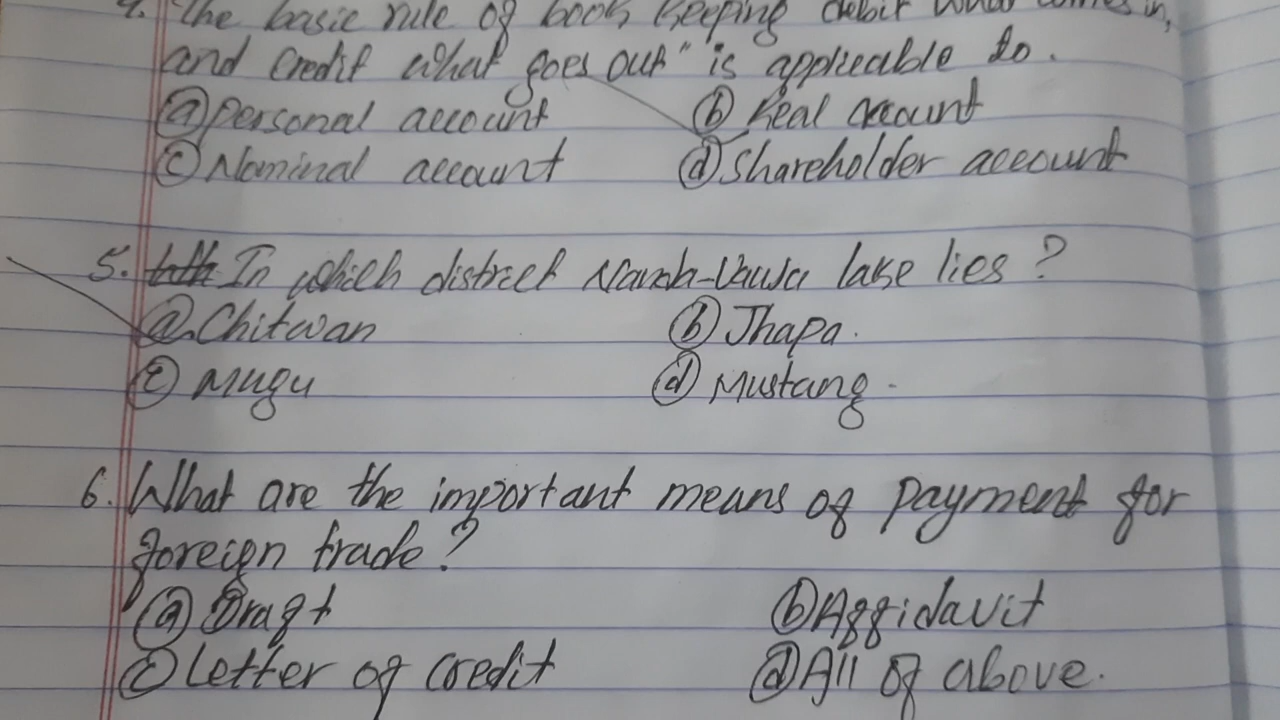 4. "the basic rule of book keeping debit what comes in,
and credit what goes out" is applicable to.
ⓐ personal account ⓑ Real account
ⓒ Nominal account ⓓ Shareholder account
5. In which district lake lies ?
ⓐ. Chitwan ⓑ Jhapa.
ⓒ Mugu ⓓ Mustang.
6. What are the important means of payment for
foreign trade?
ⓐ Draft ⓑ Affidavit
ⓒ letter of credit ⓓ All of above.